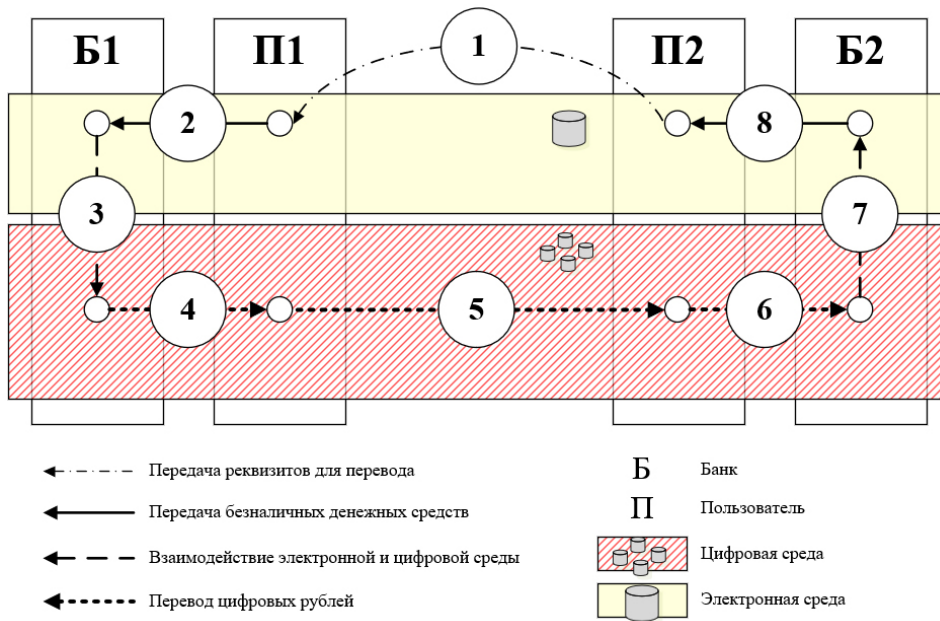 Б1 П1 1 П2 Б2
2 8
3 7
4 5 6
Передача реквизитов для перевода
Передача безналичных денежных средств
Взаимодействие электронной и цифровой среды
Перевод цифровых рублей
Б Банк
П Пользователь
Цифровая среда
Электронная среда